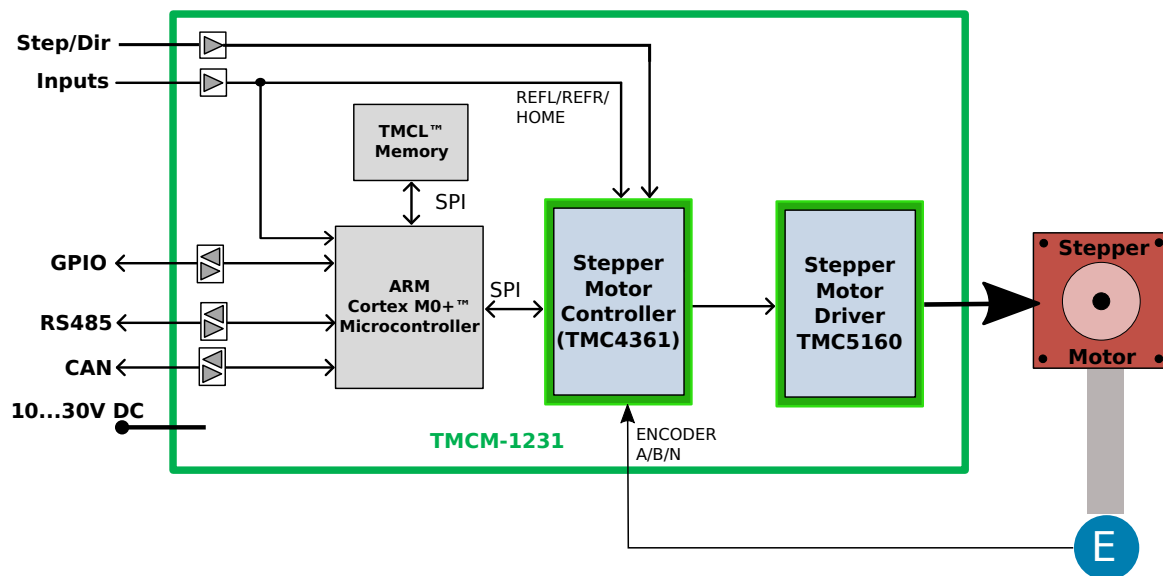 Step/Dir
Inputs
REFL/REFR/
HOME
TMCL™
Memory
SPI
GPIO
RS485
CAN
10...30V DC
ARM
Cortex M0+™
Microcontroller
SPI
Stepper
Motor
Controller
(TMC4361)
Stepper
Motor
Driver
TMC5160
Stepper
Motor
TMCM-1231
ENCODER
A/B/N
E